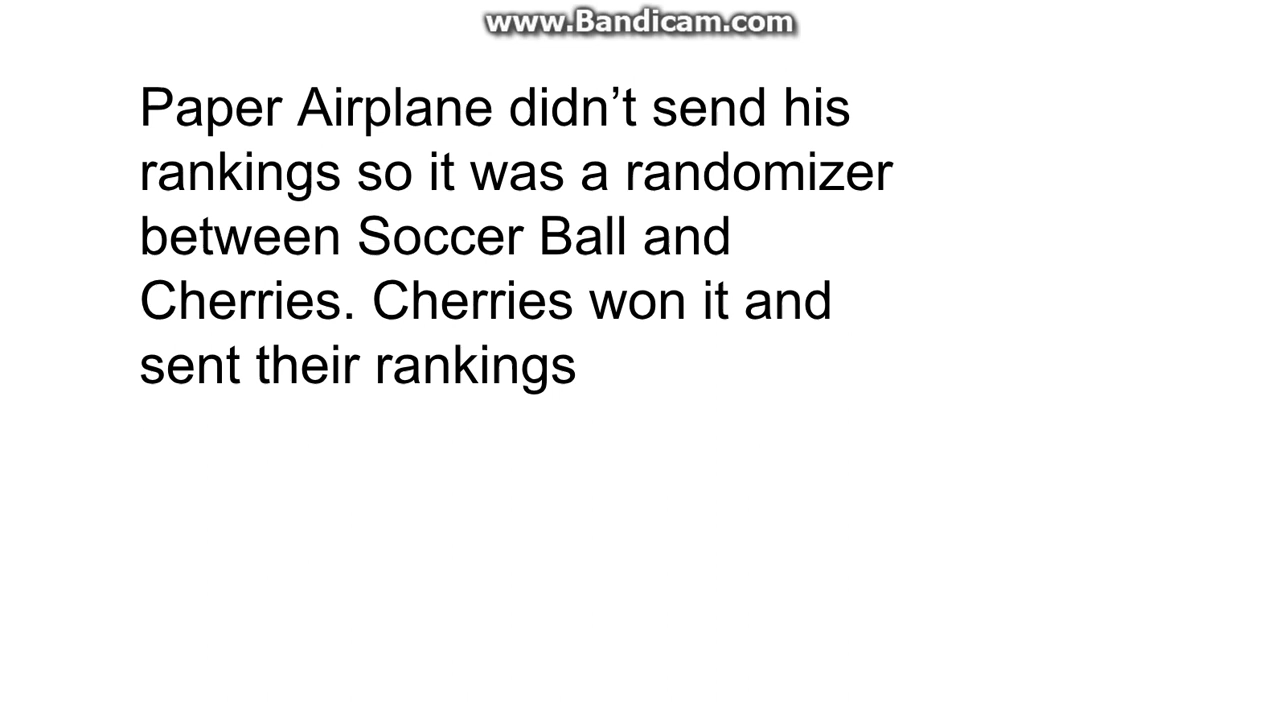 www.Bandicam.com
Paper Airplane didn’t send his
rankings so it was a randomizer
between Soccer Ball and
Cherries. Cherries won it and
sent their rankings